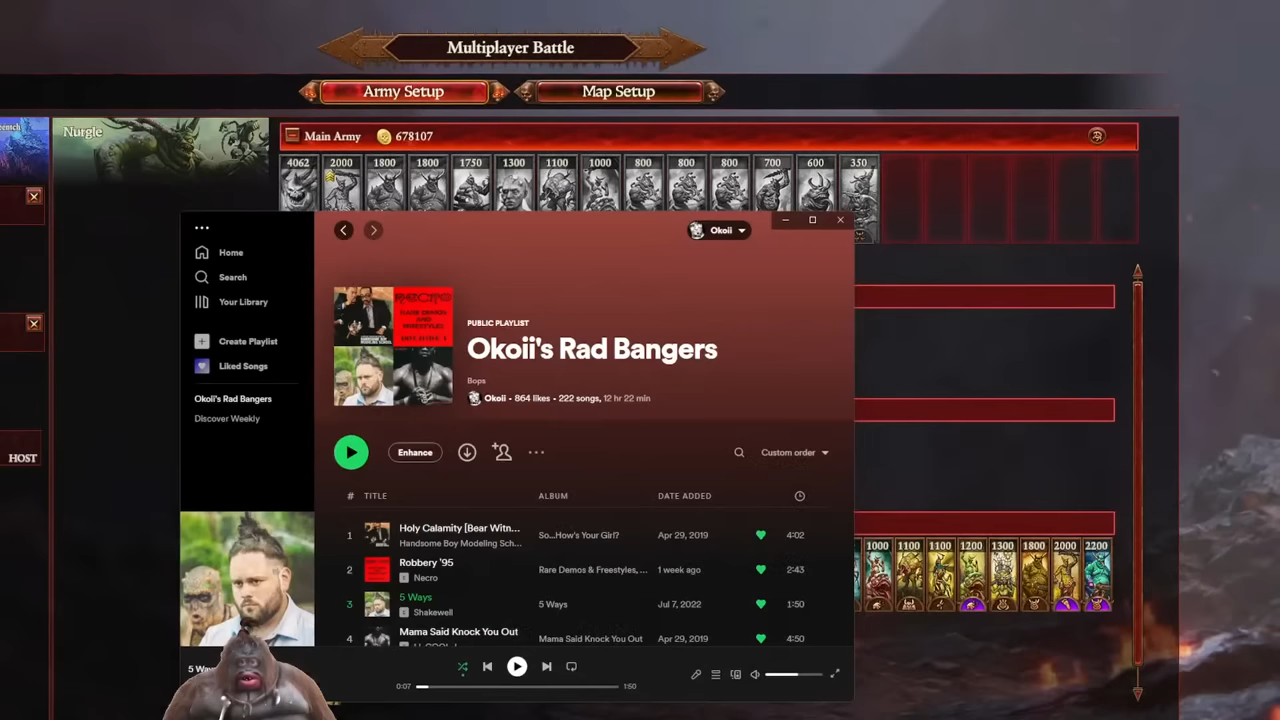 Multiplayer Battle
Army Setup
Map Setup
Nurgle
Main Army
678107
4062 2000 1800 1800 1750 1300 1100 1000 800 800 800 700 600 350
Okoii
Home
Search
Your Library
Create Playlist
Liked Songs
Okoii's Rad Bangers
Discover Weekly
PUBLIC PLAYLIST
Okoii's Rad Bangers
Bops
Okoii • 864 likes • 222 songs, 12 hr 22 min
HOST
Enhance
Custom order
# TITLE ALBUM DATE ADDED
1 Holy Calamity [Bear Witn... So...How's Your Girl? Apr 29, 2019 4:02
Handsome Boy Modeling Sch...
2 Robbery '95 Rare Demos & Freestyles, ... 1 week ago 2:43
E Necro
3 5 Ways 5 Ways Jul 7, 2022 1:50
E Shakewell
4 Mama Said Knock You Out Mama Said Knock You Out Apr 29, 2019 4:50
1000 1100 1100 1200 1300 1800 2000 2200
5 Ways
0:07
1:50